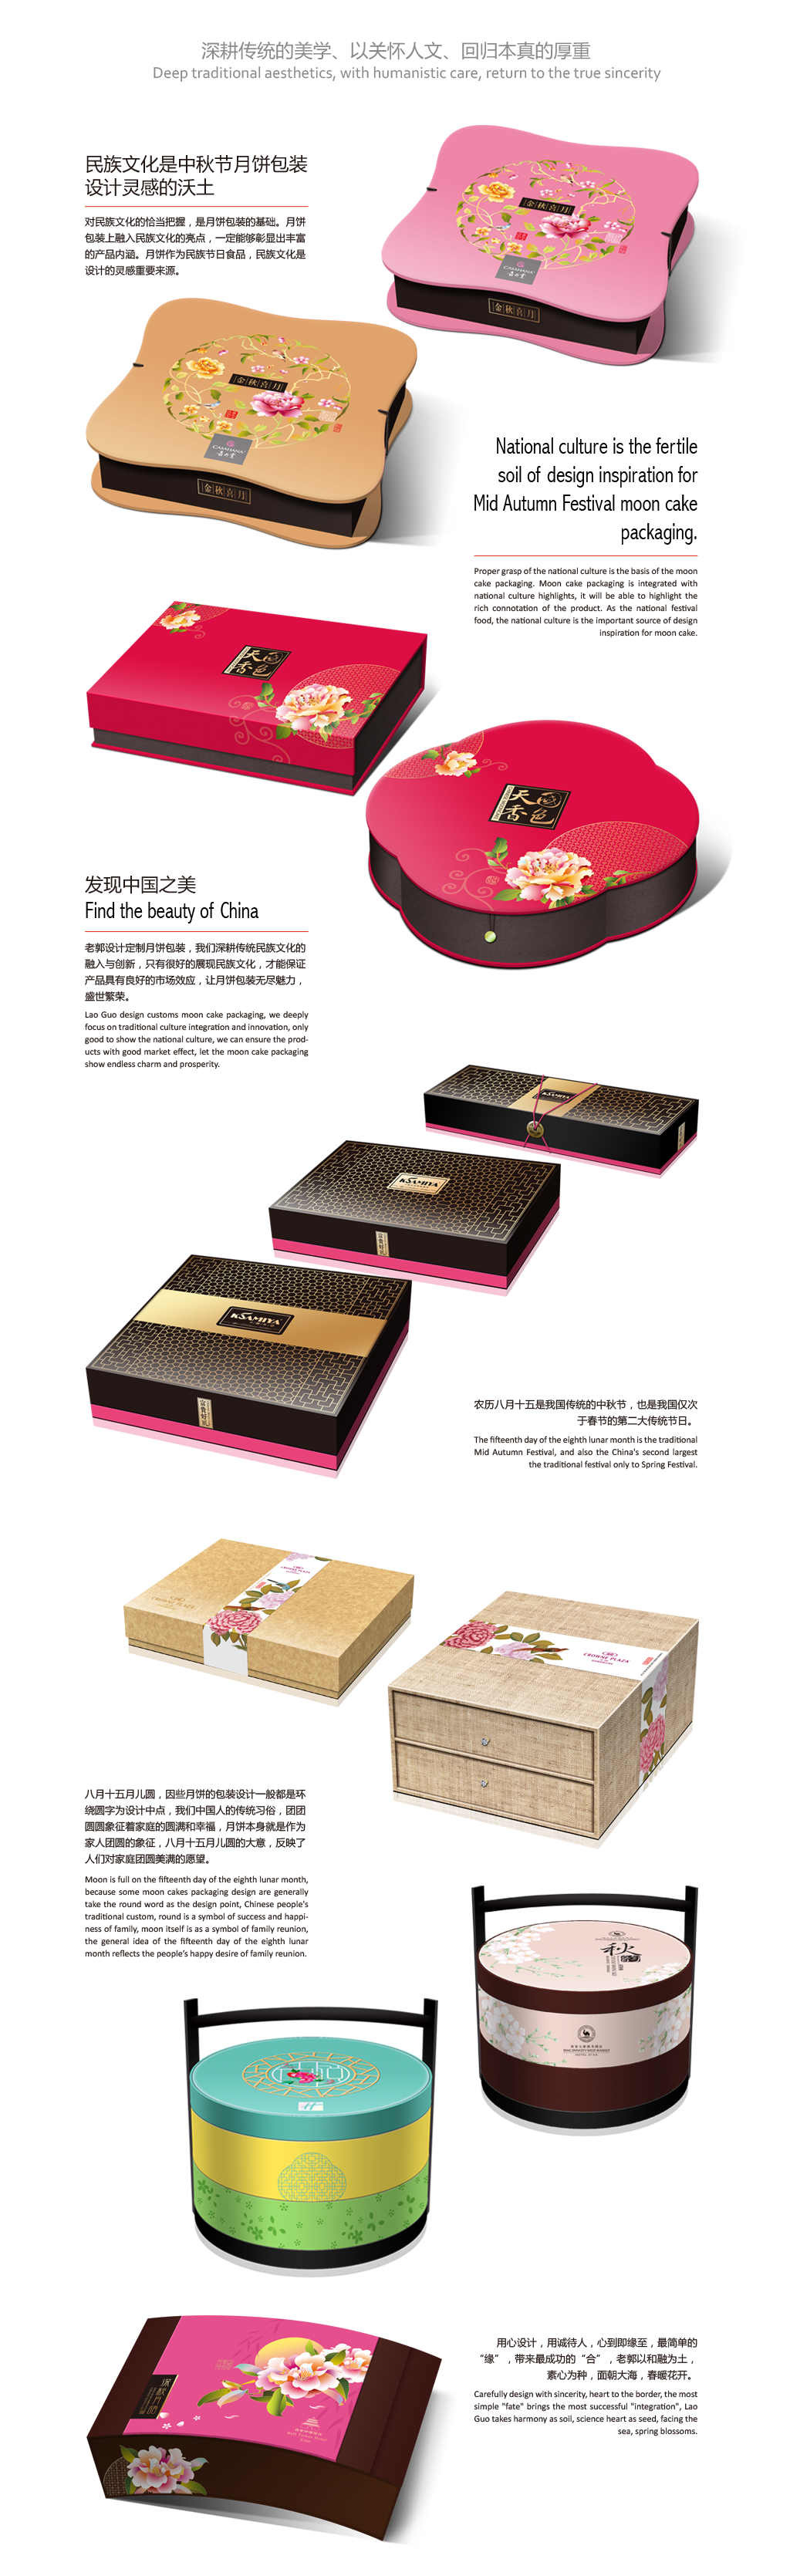 深耕传统的美学、以关怀人文、回归本真的厚重
Deep traditional aesthetics, with humanistic care, return to the true sincerity
民族文化是中秋节月饼包装
设计灵感的沃土
对民族文化的恰当把握，是月饼包装的基础。月饼
包装上融入民族文化的亮点，一定能够彰显出丰富
的产品内涵。月饼作为民族节日食品，民族文化是
设计的灵感重要来源。
金秋喜月
CAMAHANA
金秋喜月
金秋喜月
CAMAHANA
金秋喜月
National culture is the fertile
soil of design inspiration for
Mid Autumn Festival moon cake
packaging.
Proper grasp of the national culture is the basis of the moon
cake packaging. Moon cake packaging is integrated with
national culture highlights, it will be able to highlight the
rich connotation of the product. As the national festival
food, the national culture is the important source of design
inspiration for moon cake.
天香国色
天香国色
发现中国之美
Find the beauty of China
老郭设计定制月饼包装，我们深耕传统民族文化的
融入与创新，只有很好的展现民族文化，才能保证
产品具有良好的市场效应，让月饼包装无尽魅力，
盛世繁荣。
Lao Guo design customs moon cake packaging, we deeply
focus on traditional culture integration and innovation, only
good to show the national culture, we can ensure the prod-
ucts with good market effect, let the moon cake packaging
show endless charm and prosperity.
KSAMIYA
KSAMIYA
KSAMIYA
农历八月十五是我国传统的中秋节，也是我国仅次
于春节的第二大传统节日。
The fifteenth day of the eighth lunar month is the traditional
Mid Autumn Festival, and also the China's second largest
the traditional festival only to Spring Festival.
CROWNE PLAZA
CROWNE PLAZA
八月十五月儿圆，因些月饼的包装设计一般都是环
绕圆字为设计中点，我们中国人的传统习俗，团团
圆圆象征着家庭的圆满和幸福，月饼本身就是作为
家人团圆的象征，八月十五月儿圆的大意，反映了
人们对家庭团圆美满的愿望。
Moon is full on the fifteenth day of the eighth lunar month,
because some moon cakes packaging design are generally
take the round word as the design point, Chinese people's
traditional custom, round is a symbol of success and happi-
ness of family, moon itself is as a symbol of family reunion,
the general idea of the fifteenth day of the eighth lunar
month reflects the people's happy desire of family reunion.
秋
用心设计，用诚待人，心到即缘至，最简单的
“缘”，带来最成功的“合”，老郭以和融为土，
素心为种，面朝大海，春暖花开。
Carefully design with sincerity, heart to the border, the most
simple "fate" brings the most successful "integration", Lao
Guo takes harmony as soil, science heart as seed, facing the
sea, spring blossoms.